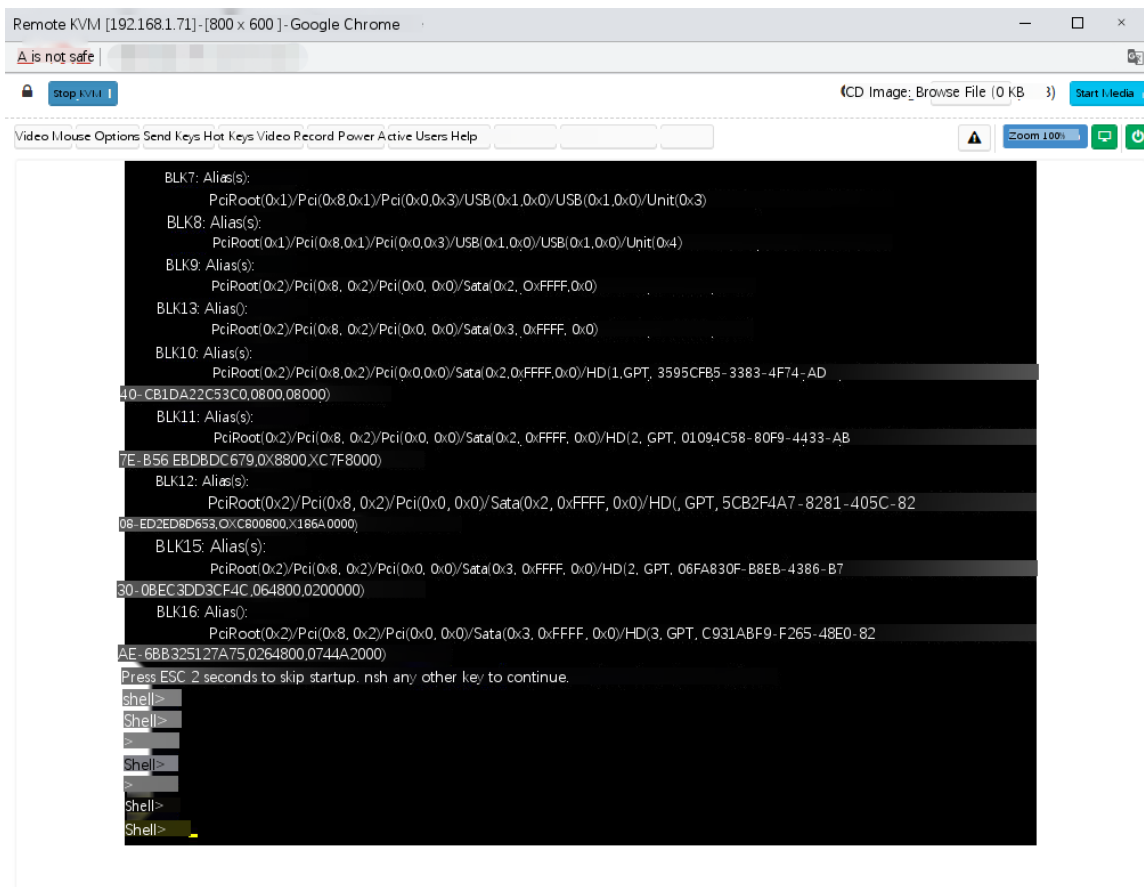 Remote KVM [192.168.1.71]-[800 x 600 ]-Google Chrome
A is not safe
Stop KVM
(CD Image: Browse File (0 KB 3) Start Media
Video Mouse Options Send Keys Hot Keys Video Record Power Active Users Help
Zoom 100%
BLK7: Alias(s):
PciRoot(0x1)/Pci(0x8,0x1)/Pci(0x0,0x3)/USB(0x1,0x0)/USB(0x1,0x0)/Unit(0x3)
BLK8: Alias(s):
PciRoot(0x1)/Pci(0x8,0x1)/Pci(0x0,0x3)/USB(0x1,0x0)/USB(0x1,0x0)/Unit(0x4)
BLK9: Alias(s):
PciRoot(0x2)/Pci(0x8, 0x2)/Pci(0x0, 0x0)/Sata(0x2, OxFFFF,0x0)
BLK13: Alias():
PciRoot(0x2)/Pci(0x8, 0x2)/Pci(0x0, 0x0)/Sata(0x3, 0xFFFF, 0x0)
BLK10: Alias(s):
PciRoot(0x2)/Pci(0x8,0x2)/Pci(0x0,0x0)/Sata(0x2,0xFFFF,0x0)/HD(1,GPT, 3595CFB5-3383-4F74-AD
40-CB1DA22C53C0,0800,08000)
BLK11: Alias(s):
PciRoot(0x2)/Pci(0x8, 0x2)/Pci(0x0, 0x0)/Sata(0x2, 0xFFFF, 0x0)/HD(2, GPT, 01094C58-80F9-4433-AB
7E-B56 EBDBDC679,0X8800,XC7F8000)
BLK12: Alias(s):
PciRoot(0x2)/Pci(0x8, 0x2)/Pci(0x0, 0x0)/Sata(0x2, 0xFFFF, 0x0)/HD(, GPT, 5CB2F4A7-8281-405C-82
08-ED2ED8D653,OXC800800,X186A0000)
BLK15: Alias(s):
PciRoot(0x2)/Pci(0x8, 0x2)/Pci(0x0, 0x0)/Sata(0x3, 0xFFFF, 0x0)/HD(2, GPT, 06FA830F-B8EB-4386-B7
30-0BEC3DD3CF4C,064800,0200000)
BLK16: Alias():
PciRoot(0x2)/Pci(0x8, 0x2)/Pci(0x0, 0x0)/Sata(0x3, 0xFFFF, 0x0)/HD(3, GPT, C931ABF9-F265-48E0-82
AE-6BB325127A75,0264800,0744A2000)
Press ESC 2 seconds to skip startup. nsh any other key to continue.
shell>
Shell>
>
Shell>
>
Shell>
Shell>